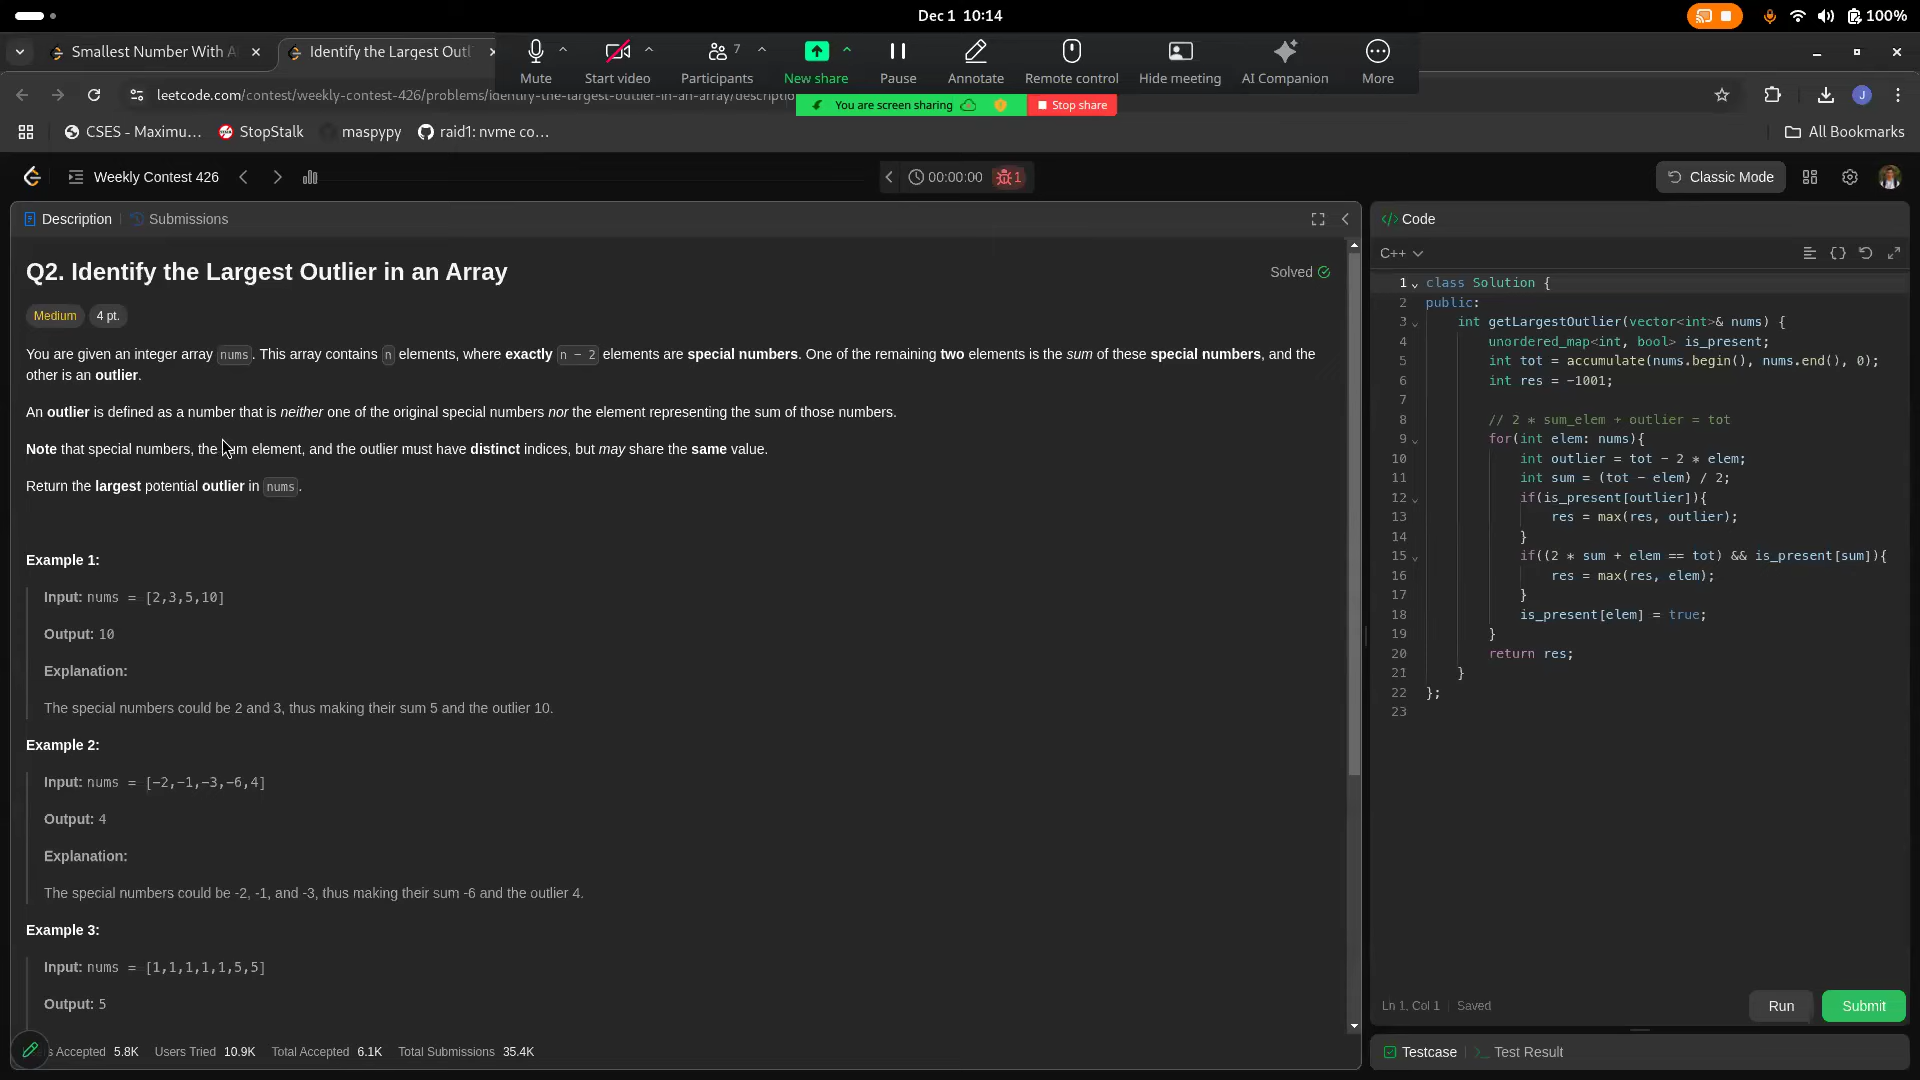 Dec 1 10:14
100%
Smallest Number With A
Identify the Largest Outl
Mute
Start video
Participants
7
New share
Pause
Annotate
Remote control
Hide meeting
AI Companion
More
leetcode.com/contest/weekly-contest-426/problems/identify-the-largest-outlier-in-an-array/descriptio
You are screen sharing
Stop share
J
CSES - Maximu...
StopStalk
maspypy
raid1: nvme co...
All Bookmarks
Weekly Contest 426
00:00:00
1
Classic Mode
Description
Submissions
Code
C++
Q2. Identify the Largest Outlier in an Array
Solved
Medium
4 pt.
You are given an integer array nums. This array contains n elements, where exactly n − 2 elements are special numbers. One of the remaining two elements is the sum of these special numbers, and the
other is an outlier.
An outlier is defined as a number that is neither one of the original special numbers nor the element representing the sum of those numbers.
Note that special numbers, the sum element, and the outlier must have distinct indices, but may share the same value.
Return the largest potential outlier in nums.
Example 1:
Input: nums = [2,3,5,10]
Output: 10
Explanation:
The special numbers could be 2 and 3, thus making their sum 5 and the outlier 10.
Example 2:
Input: nums = [-2,-1,-3,-6,4]
Output: 4
Explanation:
The special numbers could be -2, -1, and -3, thus making their sum -6 and the outlier 4.
Example 3:
Input: nums = [1,1,1,1,1,5,5]
Output: 5
s Accepted 5.8K
Users Tried 10.9K
Total Accepted 6.1K
Total Submissions 35.4K
1 class Solution {
2 public:
3 int getLargestOutlier(vector<int>& nums) {
4 unordered_map<int, bool> is_present;
5 int tot = accumulate(nums.begin(), nums.end(), 0);
6 int res = -1001;
7
8 // 2 * sum_elem + outlier = tot
9 for(int elem: nums){
10 int outlier = tot - 2 * elem;
11 int sum = (tot - elem) / 2;
12 if(is_present[outlier]){
13 res = max(res, outlier);
14 }
15 if((2 * sum + elem == tot) && is_present[sum]){
16 res = max(res, elem);
17 }
18 is_present[elem] = true;
19 }
20 return res;
21 }
22 };
23
Ln 1, Col 1
Saved
Run
Submit
Testcase
Test Result